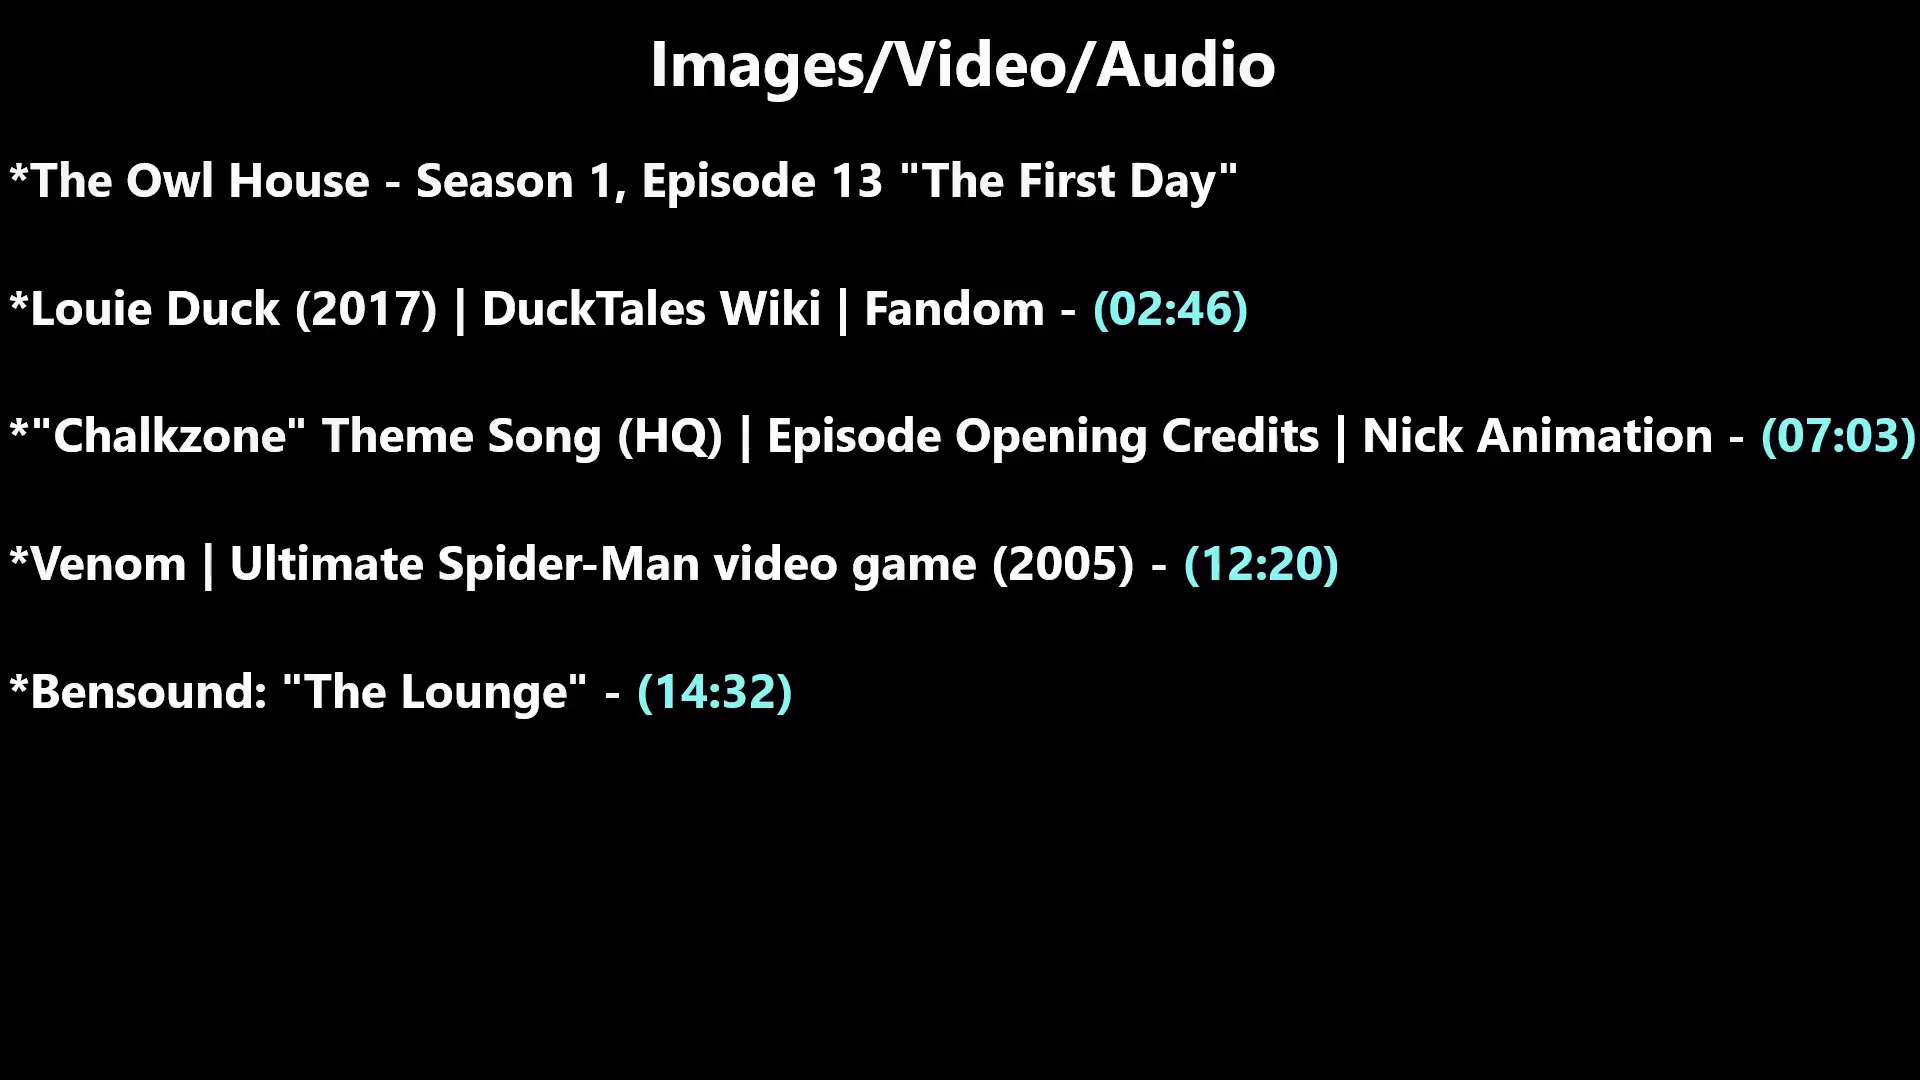 Images/Video/Audio
*The Owl House - Season 1, Episode 13 "The First Day"
*Louie Duck (2017) | DuckTales Wiki | Fandom - (02:46)
*"Chalkzone" Theme Song (HQ) | Episode Opening Credits | Nick Animation - (07:03)
*Venom | Ultimate Spider-Man video game (2005) - (12:20)
*Bensound: "The Lounge" - (14:32)